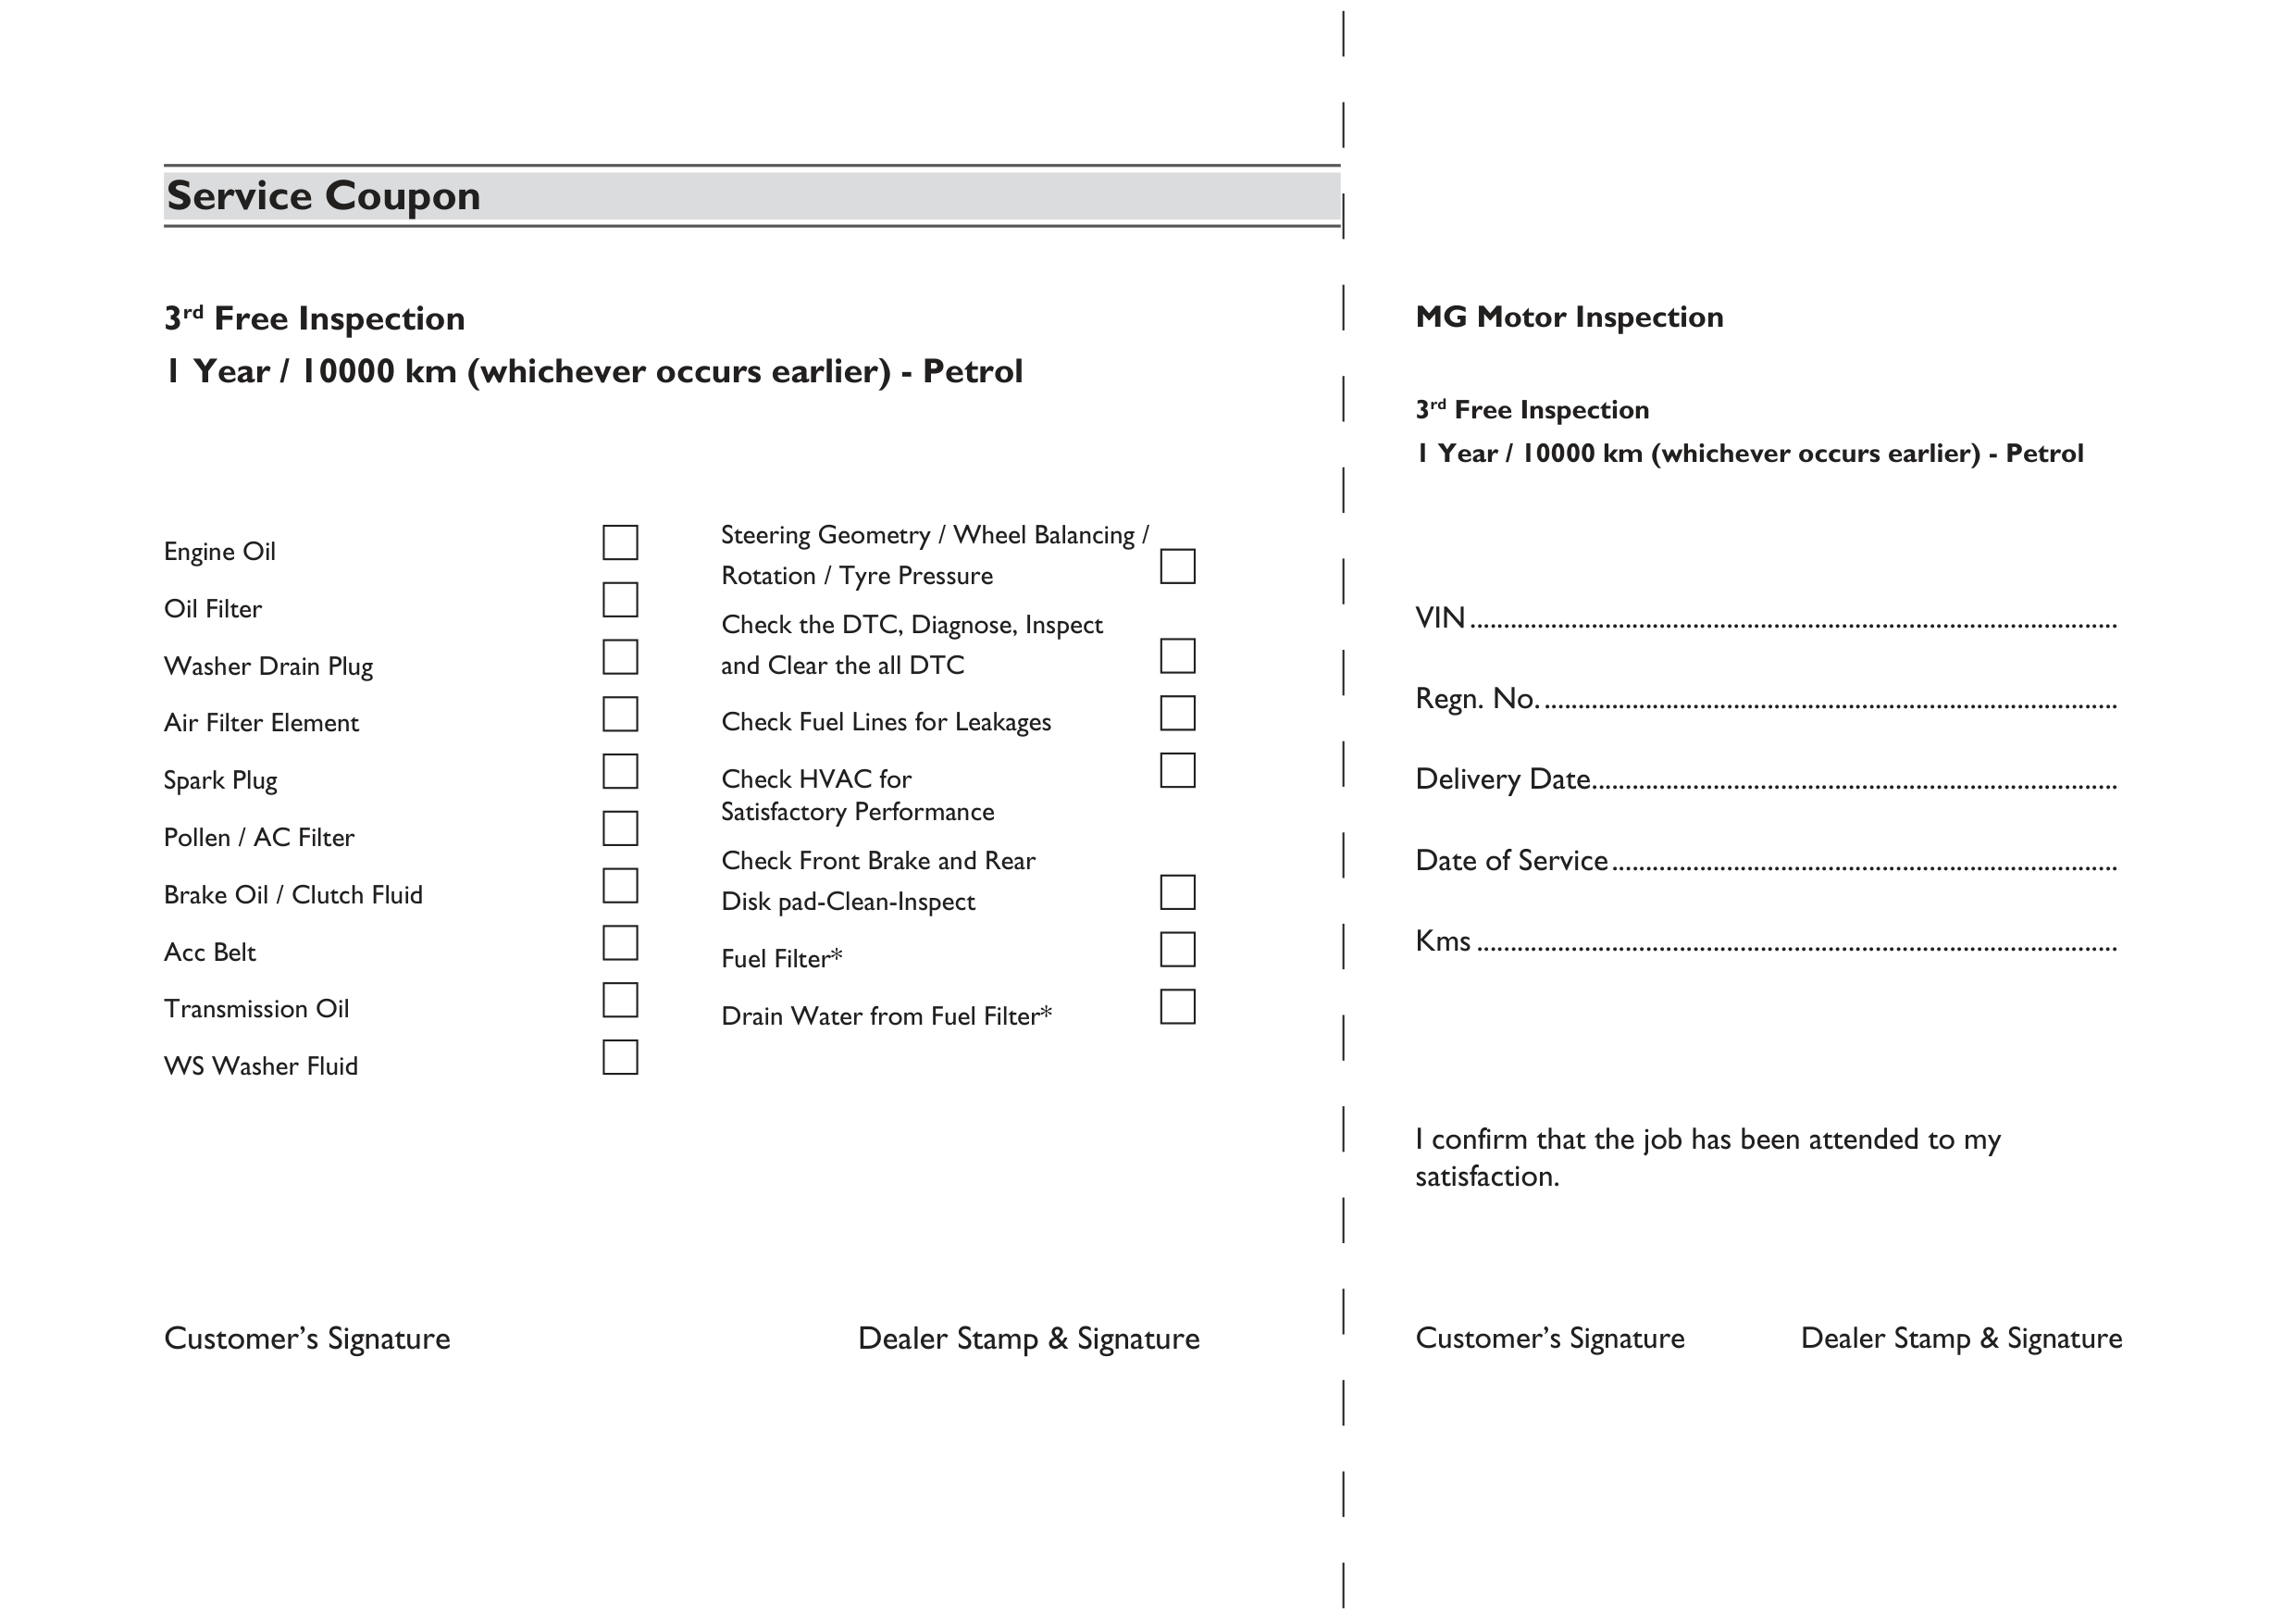 Service Coupon
3rd Free Inspection
1 Year / 10000 km (whichever occurs earlier) - Petrol
Engine Oil
Oil Filter
Washer Drain Plug
Air Filter Element
Spark Plug
Pollen / AC Filter
Brake Oil / Clutch Fluid
Acc Belt
Transmission Oil
WS Washer Fluid
Steering Geometry / Wheel Balancing /
Rotation / Tyre Pressure
Check the DTC, Diagnose, Inspect
and Clear the all DTC
Check Fuel Lines for Leakages
Check HVAC for
Satisfactory Performance
Check Front Brake and Rear
Disk pad-Clean-Inspect
Fuel Filter*
Drain Water from Fuel Filter*
Customer’s Signature
Dealer Stamp & Signature
MG Motor Inspection
3rd Free Inspection
1 Year / 10000 km (whichever occurs earlier) - Petrol
VIN
Regn. No.
Delivery Date
Date of Service
Kms
I confirm that the job has been attended to my
satisfaction.
Customer’s Signature
Dealer Stamp & Signature